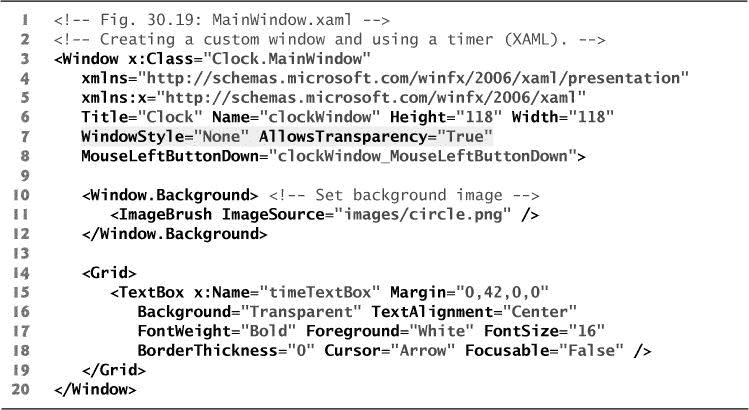 1 <!-- Fig. 30.19: MainWindow.xaml -->
2 <!-- Creating a custom window and using a timer (XAML). -->
3 <Window x:Class="Clock.MainWindow"
4 xmlns="http://schemas.microsoft.com/winfx/2006/xaml/presentation"
5 xmlns:x="http://schemas.microsoft.com/winfx/2006/xaml"
6 Title="Clock" Name="clockWindow" Height="118" Width="118"
7 WindowStyle="None" AllowsTransparency="True"
8 MouseLeftButtonDown="clockWindow_MouseLeftButtonDown">
9
10 <Window.Background> <!-- Set background image -->
11 <ImageBrush ImageSource="images/circle.png" />
12 </Window.Background>
13
14 <Grid>
15 <TextBox x:Name="timeTextBox" Margin="0,42,0,0"
16 Background="Transparent" TextAlignment="Center"
17 FontWeight="Bold" Foreground="White" FontSize="16"
18 BorderThickness="0" Cursor="Arrow" Focusable="False" />
19 </Grid>
20 </Window>